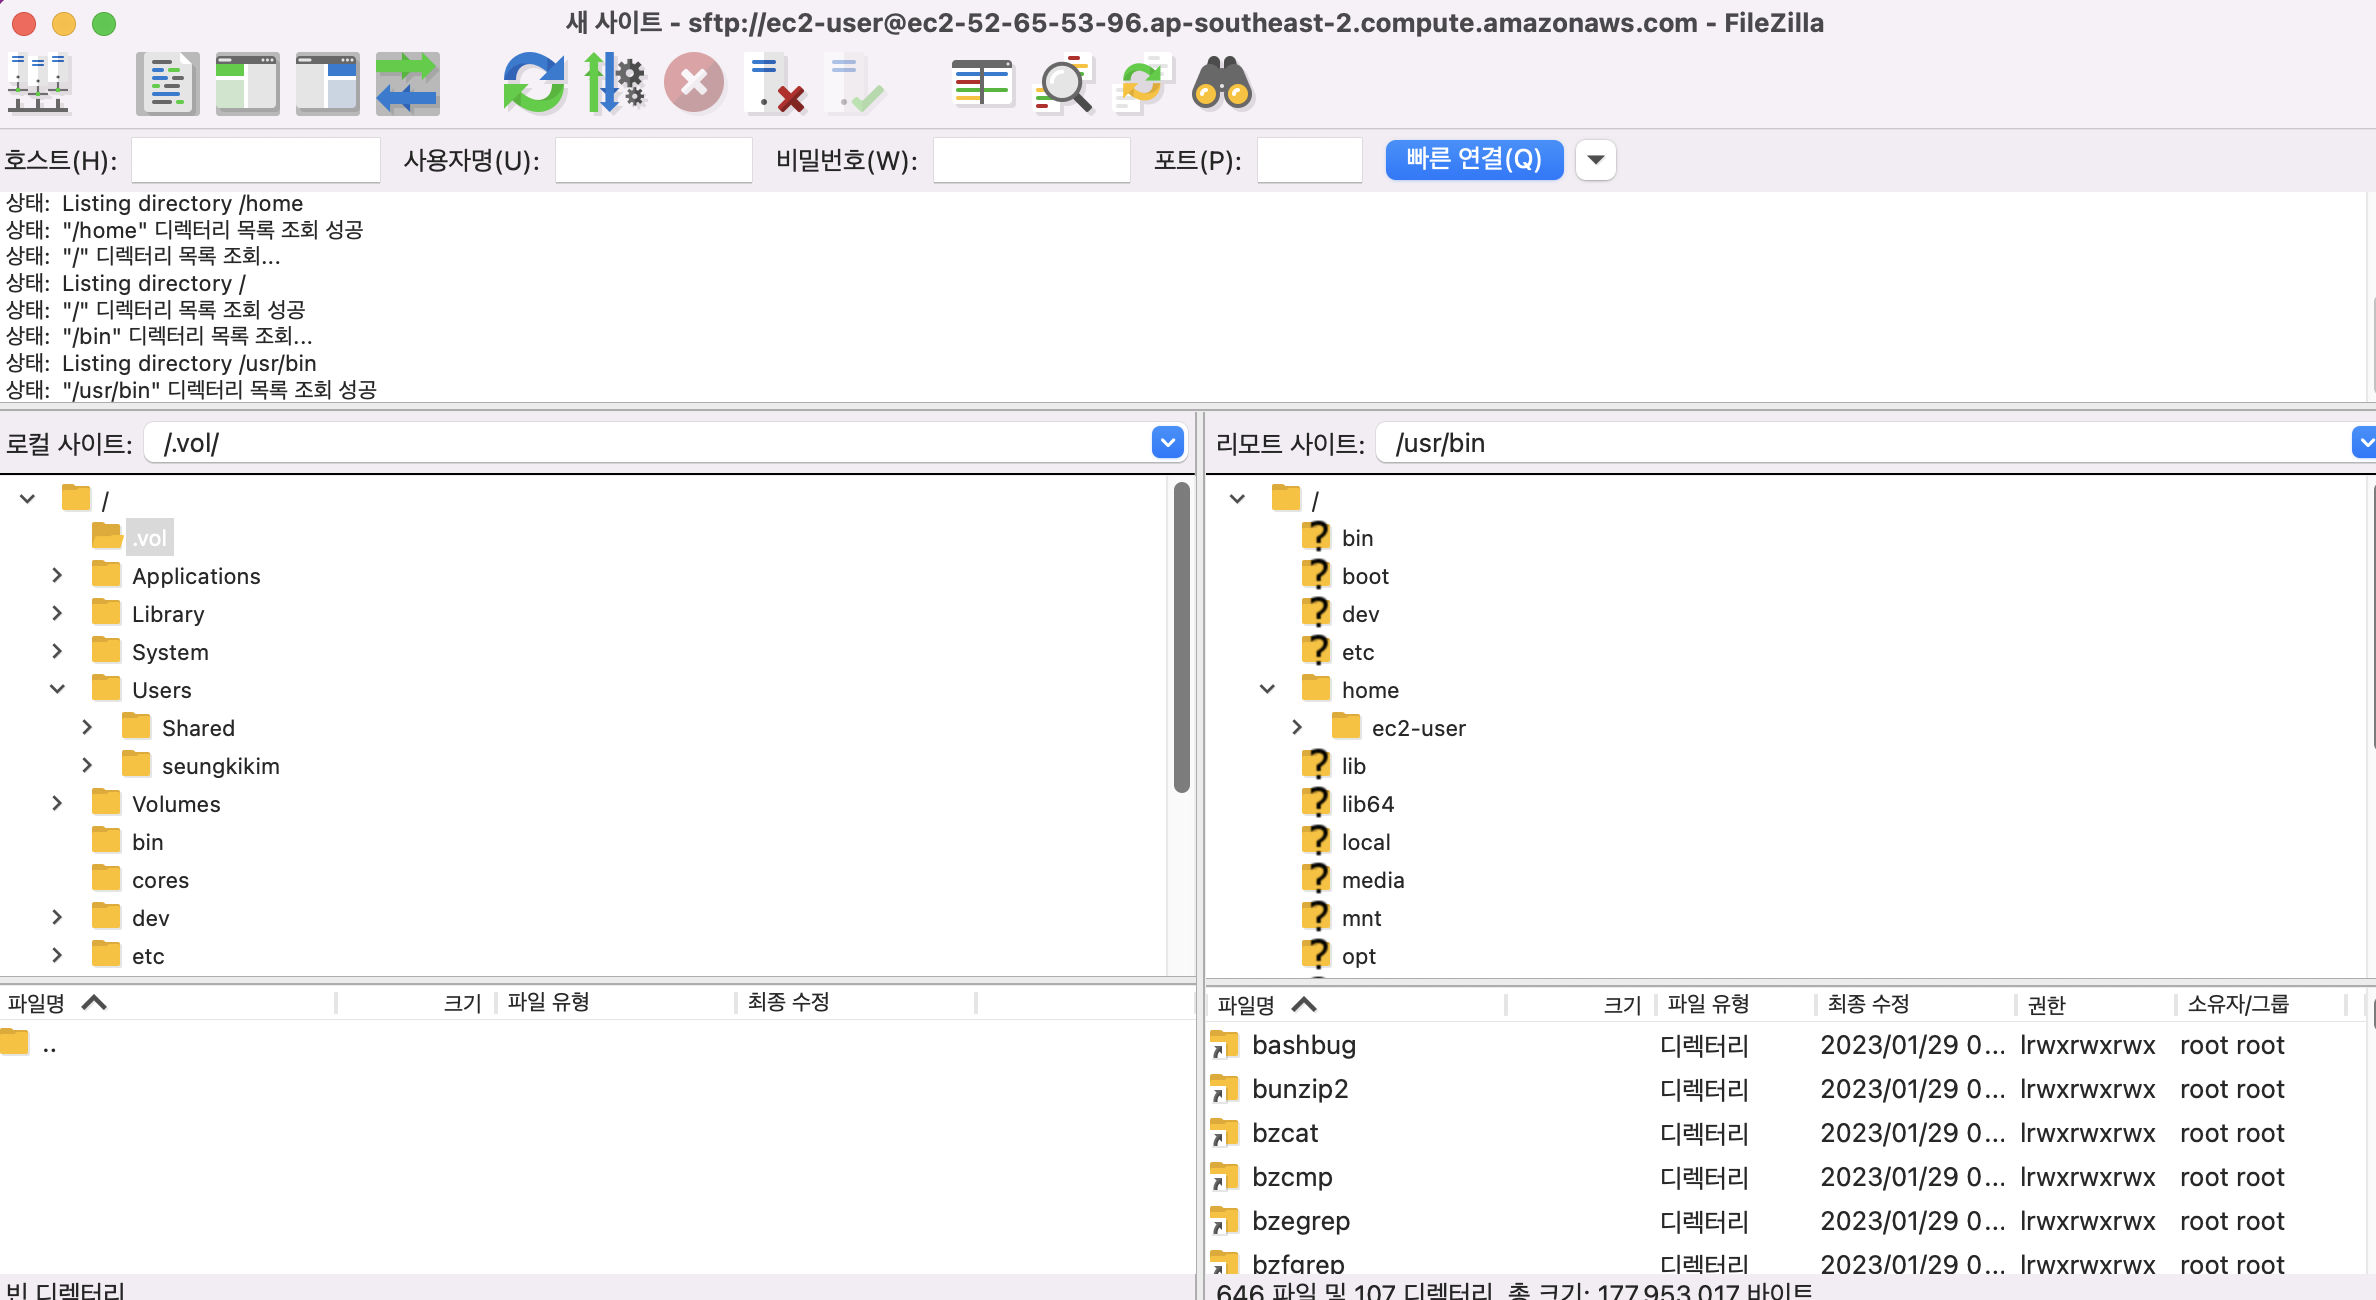 새 사이트 - sftp://ec2-user@ec2-52-65-53-96.ap-southeast-2.compute.amazonaws.com - FileZilla
호스트(H): 사용자명(U): 비밀번호(W): 포트(P): 빠른 연결(Q)
상태: Listing directory /home
상태: "/home" 디렉터리 목록 조회 성공
상태: "/" 디렉터리 목록 조회...
상태: Listing directory /
상태: "/" 디렉터리 목록 조회 성공
상태: "/bin" 디렉터리 목록 조회...
상태: Listing directory /usr/bin
상태: "/usr/bin" 디렉터리 목록 조회 성공
로컬 사이트: /.vol/
/
.vol
Applications
Library
System
Users
Shared
seungkikim
Volumes
bin
cores
dev
etc
파일명 크기 파일 유형 최종 수정
..
빈 디렉터리
리모트 사이트: /usr/bin
/
bin
boot
dev
etc
home
ec2-user
lib
lib64
local
media
mnt
opt
파일명 크기 파일 유형 최종 수정 권한 소유자/그룹
bashbug 디렉터리 2023/01/29 0... lrwxrwxrwx root root
bunzip2 디렉터리 2023/01/29 0... lrwxrwxrwx root root
bzcat 디렉터리 2023/01/29 0... lrwxrwxrwx root root
bzcmp 디렉터리 2023/01/29 0... lrwxrwxrwx root root
bzegrep 디렉터리 2023/01/29 0... lrwxrwxrwx root root
bzfgrep 디렉터리 2023/01/29 0... lrwxrwxrwx root root
646 파일 및 107 디렉터리. 총 크기: 177,953,017 바이트